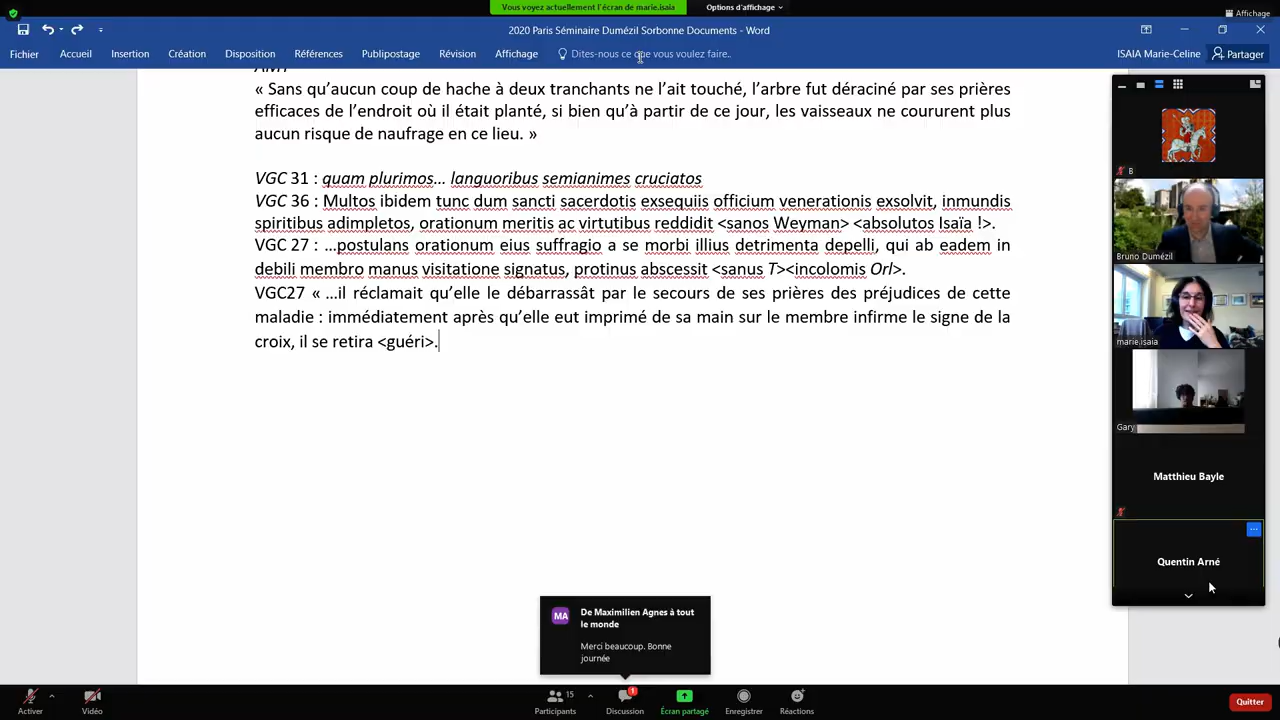 Vous voyez actuellement l'écran de marie.isaia
Options d'affichage
Affichage
2020 Paris Séminaire Dumézil Sorbonne Documents - Word
Fichier Accueil Insertion Création Disposition Références Publipostage Révision Affichage Dites-nous ce que vous voulez faire..
ISAIA Marie-Celine Partager
« Sans qu'aucun coup de hache à deux tranchants ne l'ait touché, l'arbre fut déraciné par ses prières
efficaces de l'endroit où il était planté, si bien qu'à partir de ce jour, les vaisseaux ne coururent plus
aucun risque de naufrage en ce lieu. »
VGC 31 : quam plurimos... languoribus semianimes cruciatos
VGC 36 : Multos ibidem tunc dum sancti sacerdotis exsequiis officium venerationis exsolvit, inmundis
spiritibus adimpletos, orationum meritis ac virtutibus reddidit <sanos Weyman> <absolutos Isaïa !>.
VGC 27 : …postulans orationum eius suffragio a se morbi illius detrimenta depelli, qui ab eadem in
debili membro manus visitatione signatus, protinus abscessit <sanus T><incolomis Orl>.
VGC27 « …il réclamait qu'elle le débarrassât par le secours de ses prières des préjudices de cette
maladie : immédiatement après qu'elle eut imprimé de sa main sur le membre infirme le signe de la
croix, il se retira <guéri>.
B
Bruno Dumézil
marie.isaia
Gary
Matthieu Bayle
Quentin Arné
MA
De Maximilien Agnes à tout
le monde
Merci beaucoup. Bonne
journée
Activer
Vidéo
15
Participants
1
Discussion
Écran partagé
Enregistrer
Réactions
Quitter